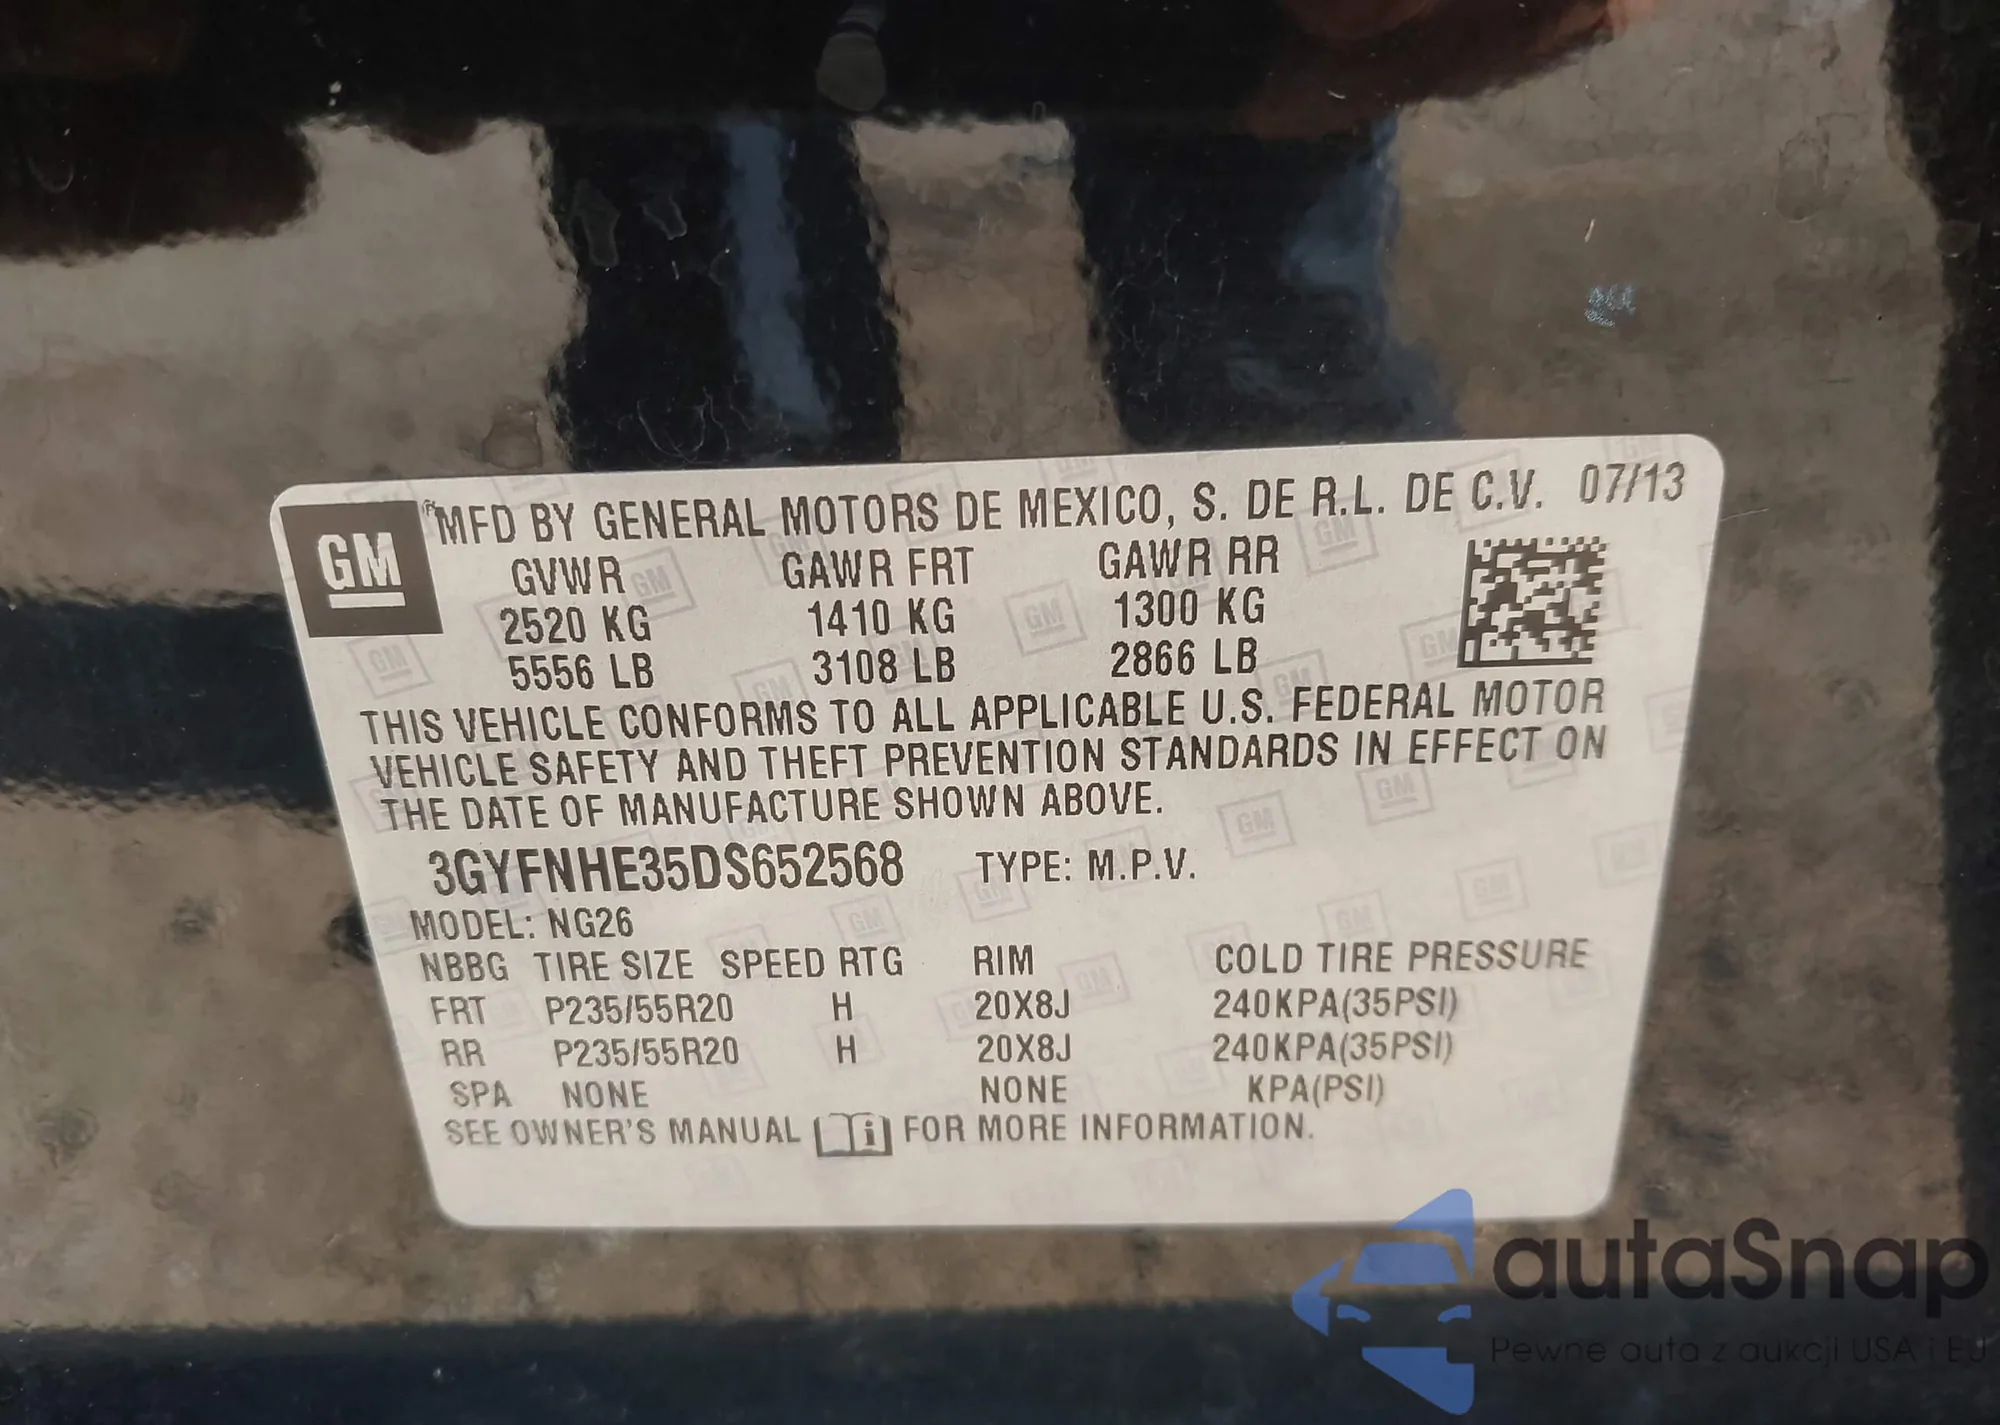 GM
MFD BY GENERAL MOTORS DE MEXICO, S. DE R.L. DE C.V. 07/13
GVWR GAWR FRT GAWR RR
2520 KG 1410 KG 1300 KG
5556 LB 3108 LB 2866 LB
THIS VEHICLE CONFORMS TO ALL APPLICABLE U.S. FEDERAL MOTOR
VEHICLE SAFETY AND THEFT PREVENTION STANDARDS IN EFFECT ON
THE DATE OF MANUFACTURE SHOWN ABOVE.
3GYFNHE35DS652568 TYPE: M.P.V.
MODEL: NG26
NBBG TIRE SIZE SPEED RTG RIM COLD TIRE PRESSURE
FRT P235/55R20 H 20X8J 240KPA(35PSI)
RR P235/55R20 H 20X8J 240KPA(35PSI)
SPA NONE NONE KPA(PSI)
SEE OWNER'S MANUAL i FOR MORE INFORMATION.
autaSnap
Pewne auta z aukcji USA i EU